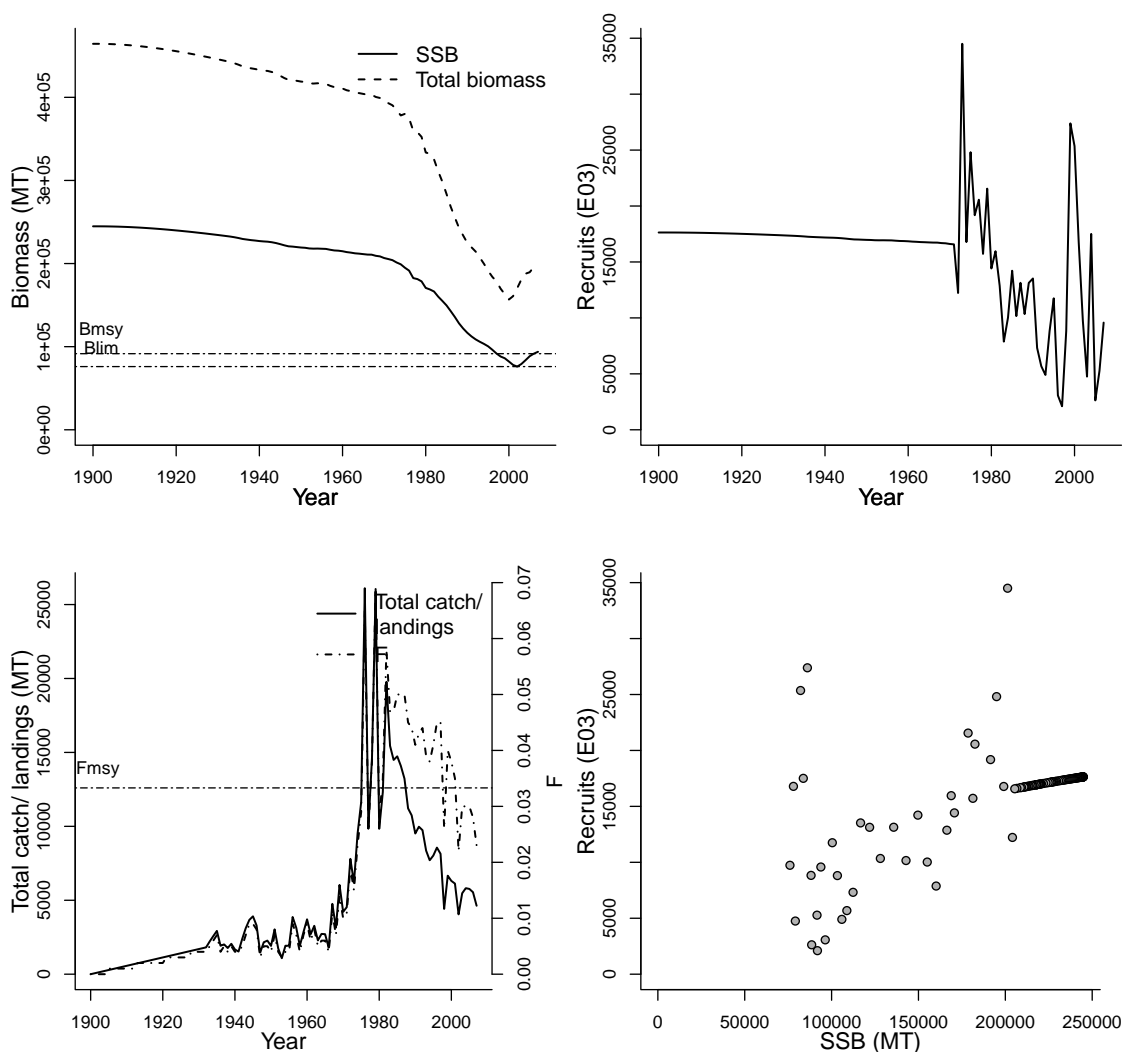 SSB
Total biomass
Biomass (MT)
0e+00 1e+05 2e+05 3e+05 4e+05
Bmsy
Blim
1900 1920 1940 1960 1980 2000
Year
Recruits (E03)
0 5000 15000 25000 35000
1900 1920 1940 1960 1980 2000
Year
Total catch/
landings
F
Total catch/ landings (MT)
0 5000 10000 15000 20000 25000
Fmsy
0.00 0.01 0.02 0.03 0.04 0.05 0.06 0.07
F
1900 1920 1940 1960 1980 2000
Year
Recruits (E03)
0 5000 15000 25000 35000
0 50000 100000 150000 200000 250000
SSB (MT)